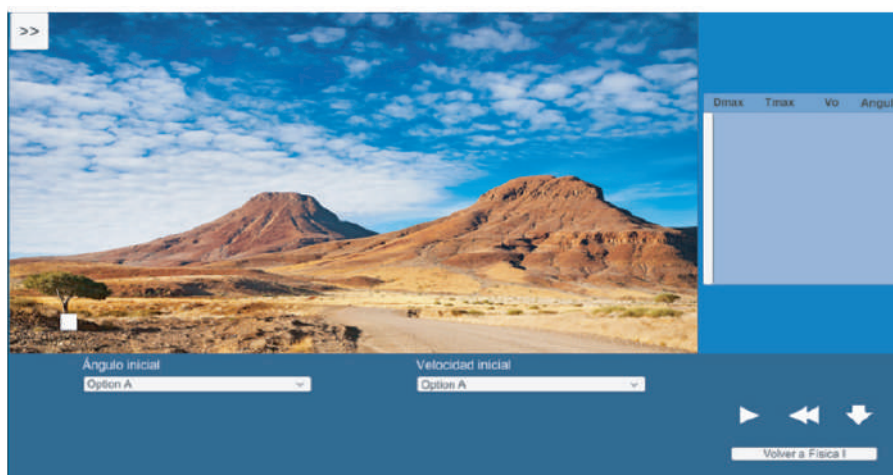 >>
Dmax Tmax Vo Angul
Ángulo inicial
Option A
Velocidad inicial
Option A
Volver a Física I